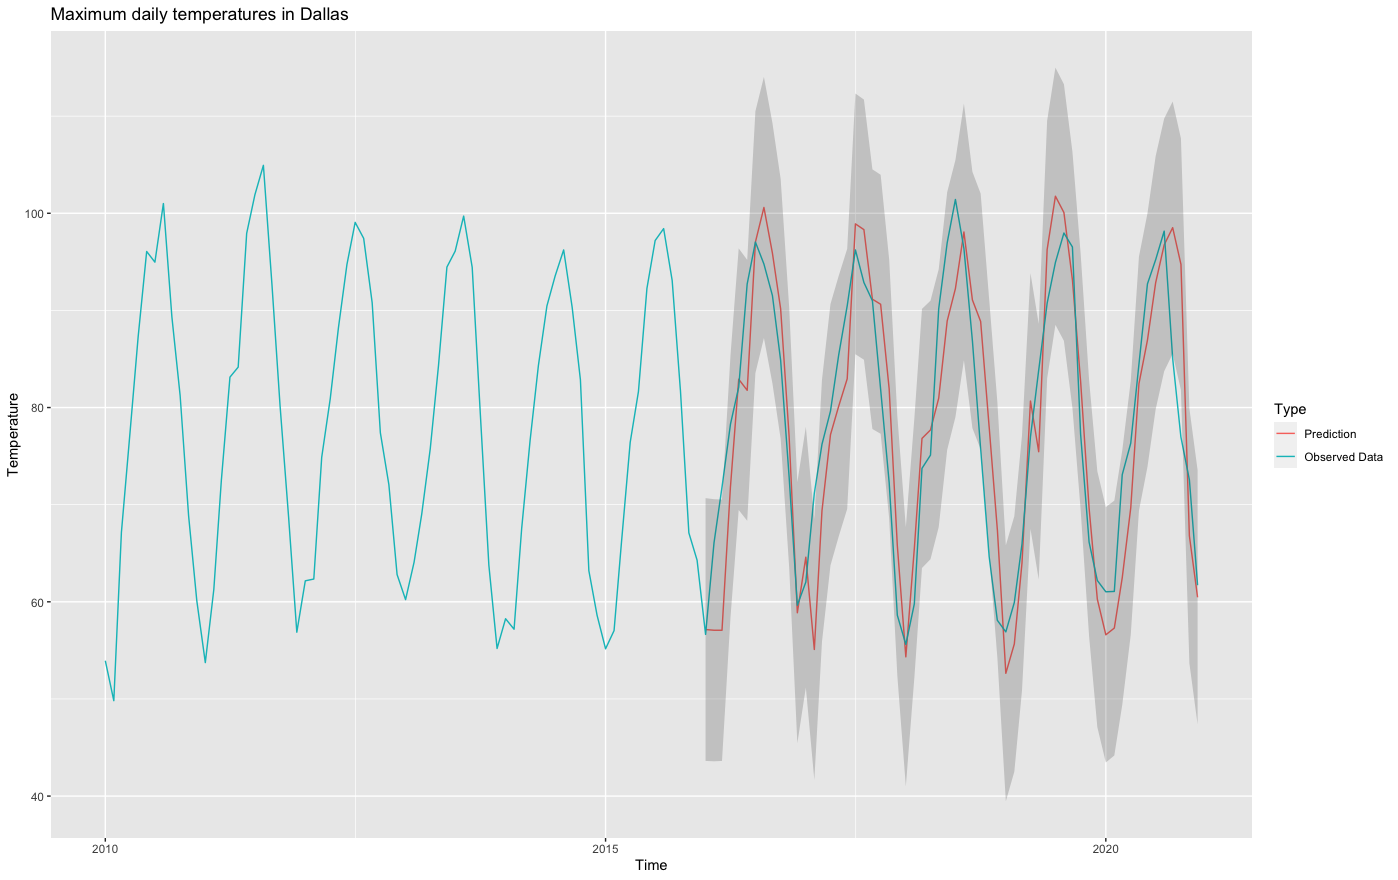 Maximum daily temperatures in Dallas
Temperature
100
80
60
40
2010
2015
2020
Time
Type
Prediction
Observed Data